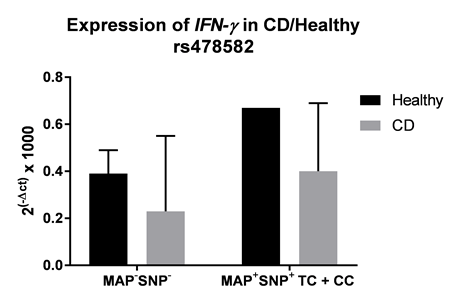 Expression of IFN-γ in CD/Healthy
rs478582
2(-Δct) x 1000
0.8
0.6
0.4
0.2
0.0
Healthy
CD
MAP-SNP-
MAP+SNP+ TC + CC